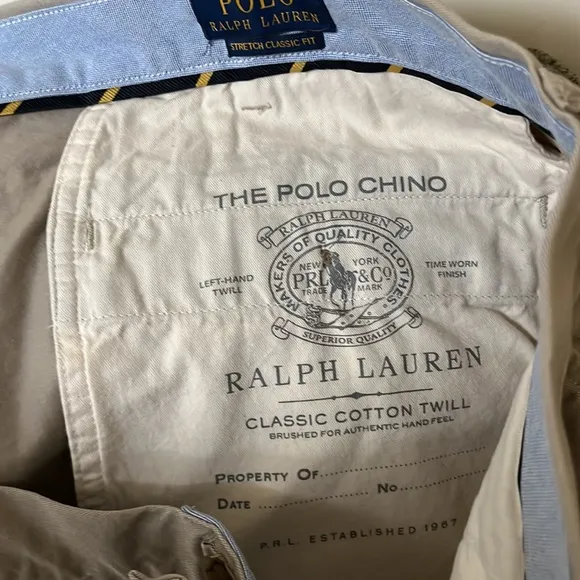 POLO
RALPH LAUREN
STRETCH CLASSIC FIT
THE POLO CHINO
RALPH LAUREN
MAKERS OF QUALITY CLOTHES
NEW YORK
PRL &CO
TRADE MARK
LEFT-HAND
TWILL
TIME WORN
FINISH
SUPERIOR QUALITY
RALPH LAUREN
CLASSIC COTTON TWILL
BRUSHED FOR AUTHENTIC HAND FEEL
PROPERTY OF
DATE No
P.R.L. ESTABLISHED 1967